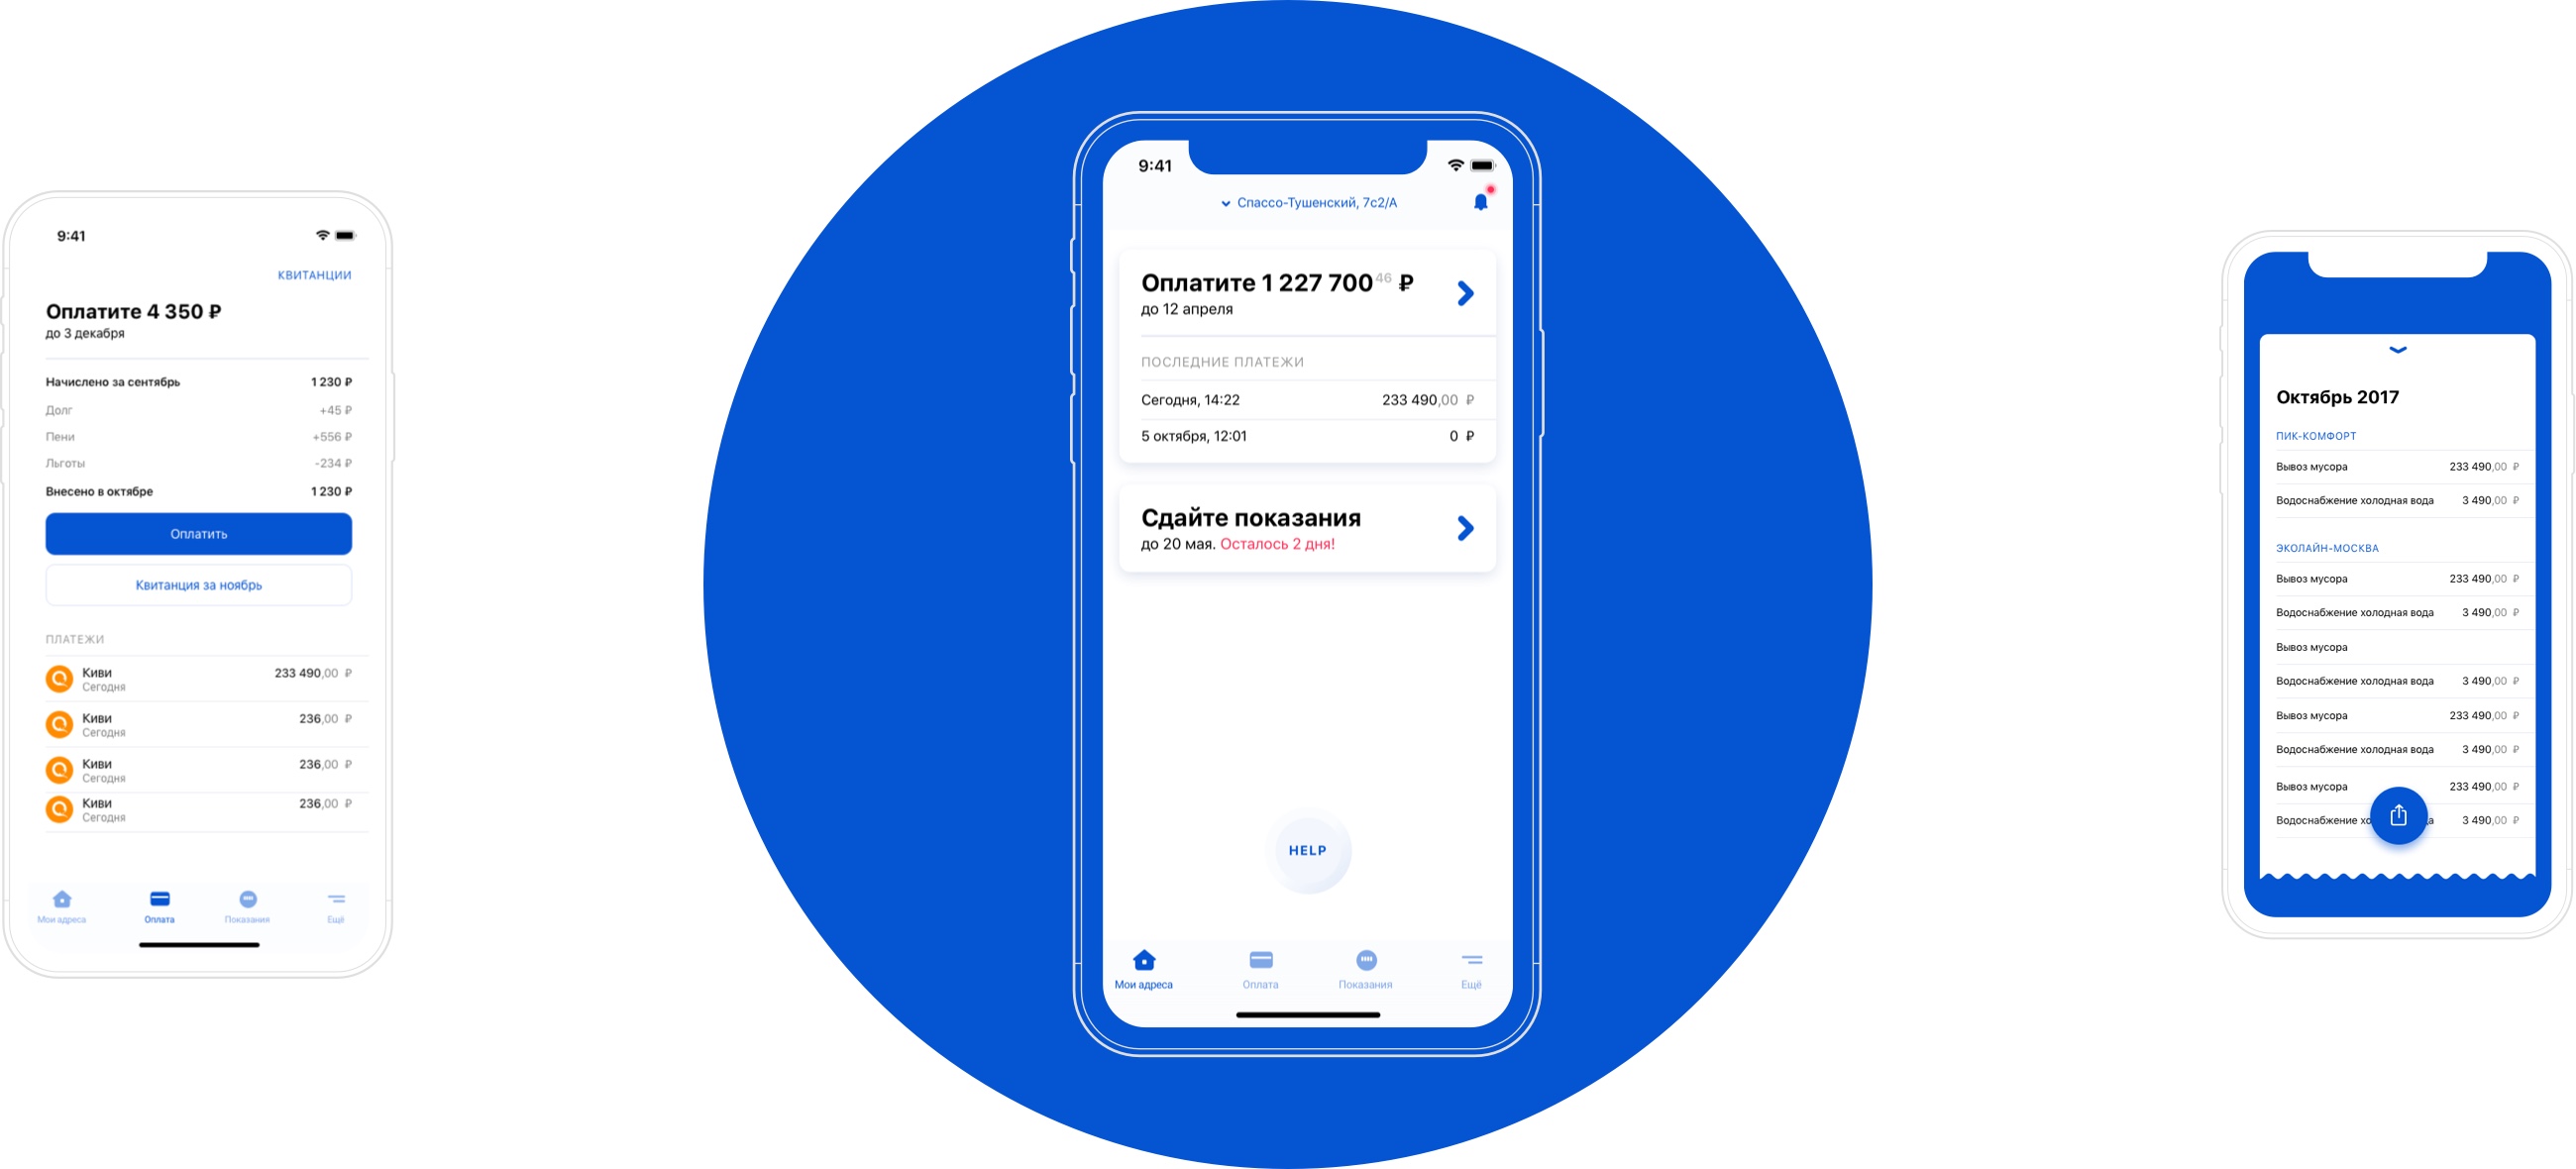 9:41
КВИТАНЦИИ
Оплатите 4 350 ₽
до 3 декабря
Начислено за сентябрь 1 230 ₽
Долг +45 ₽
Пени +556 ₽
Льготы -234 ₽
Внесено в октябре 1 230 ₽
Оплатить
Квитанция за ноябрь
ПЛАТЕЖИ
Киви 233 490,00 ₽
Сегодня
Киви 236,00 ₽
Сегодня
Киви 236,00 ₽
Сегодня
Киви 236,00 ₽
Сегодня
Мои адреса Оплата Показания Ещё
9:41
Спассо-Тушенский, 7с2/А
Оплатите 1 227 700 46 ₽
до 12 апреля
ПОСЛЕДНИЕ ПЛАТЕЖИ
Сегодня, 14:22 233 490,00 ₽
5 октября, 12:01 0 ₽
Сдайте показания
до 20 мая. Осталось 2 дня!
HELP
Мои адреса Оплата Показания Ещё
Октябрь 2017
ПИК-КОМФОРТ
Вывоз мусора 233 490,00 ₽
Водоснабжение холодная вода 3 490,00 ₽
ЭКОЛАЙН-МОСКВА
Вывоз мусора 233 490,00 ₽
Водоснабжение холодная вода 3 490,00 ₽
Вывоз мусора
Водоснабжение холодная вода 3 490,00 ₽
Вывоз мусора 233 490,00 ₽
Водоснабжение холодная вода 3 490,00 ₽
Вывоз мусора 233 490,00 ₽
Водоснабжение 3 490,00 ₽